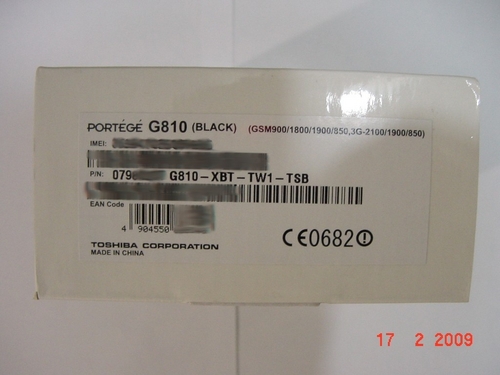 PORTÉGÉ G810 (BLACK) (GSM900/1800/1900/850,3G-2100/1900/850)
IMEI:
P/N: 079 G810-XBT-TW1-TSB
EAN Code
4 904550
TOSHIBA CORPORATION
MADE IN CHINA
CE0682
17 2 2009